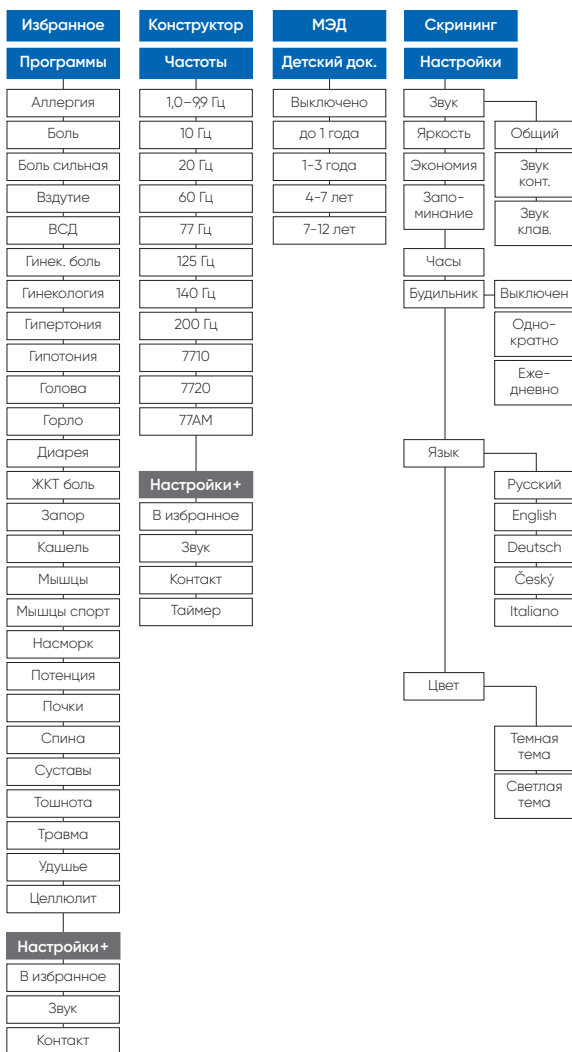 Избранное
Программы
Аллергия
Боль
Боль сильная
Вздутие
ВСД
Гинек. боль
Гинекология
Гипертония
Гипотония
Голова
Горло
Диарея
ЖКТ боль
Запор
Кашель
Мышцы
Мышцы спорт
Насморк
Потенция
Почки
Спина
Суставы
Тошнота
Травма
Удушье
Целлюлит
Настройки+
В избранное
Звук
Контакт
Конструктор
Частоты
1,0–9,9 Гц
10 Гц
20 Гц
60 Гц
77 Гц
125 Гц
140 Гц
200 Гц
7710
7720
77АМ
Настройки+
В избранное
Звук
Контакт
Таймер
МЭД
Детский док.
Выключено
до 1 года
1-3 года
4-7 лет
7-12 лет
Скрининг
Настройки
Звук
Яркость
Экономия
Запо-
минание
Часы
Будильник
Язык
Цвет
Общий
Звук
конт.
Звук
клав.
Выключен
Одно-
кратно
Еже-
дневно
Русский
English
Deutsch
Český
Italiano
Темная
тема
Светлая
тема